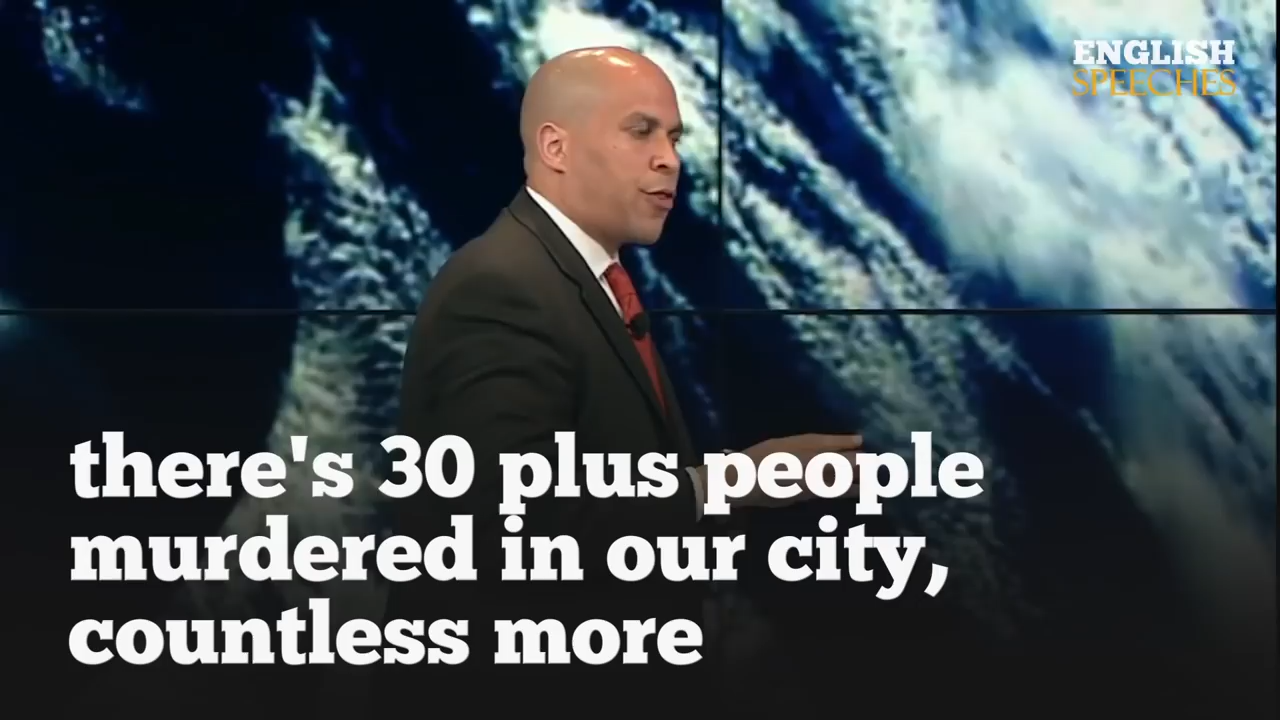 ENGLISH
SPEECHES
there's 30 plus people
murdered in our city,
countless more